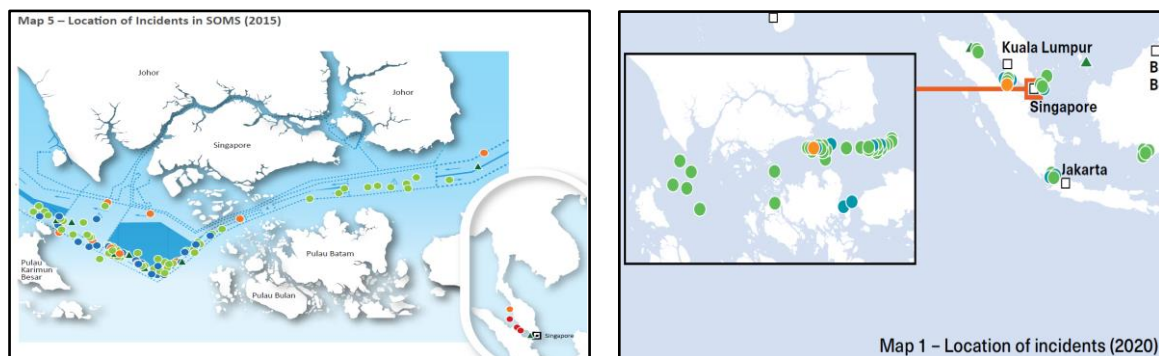 Map 5 – Location of Incidents in SOMS (2015)
Johor
Johor
Singapore
Pulau
Karimun
Besar
Pulau Batam
Pulau Bulan
Singapore
Kuala Lumpur
B
B
Singapore
Jakarta
Map 1 – Location of incidents (2020)